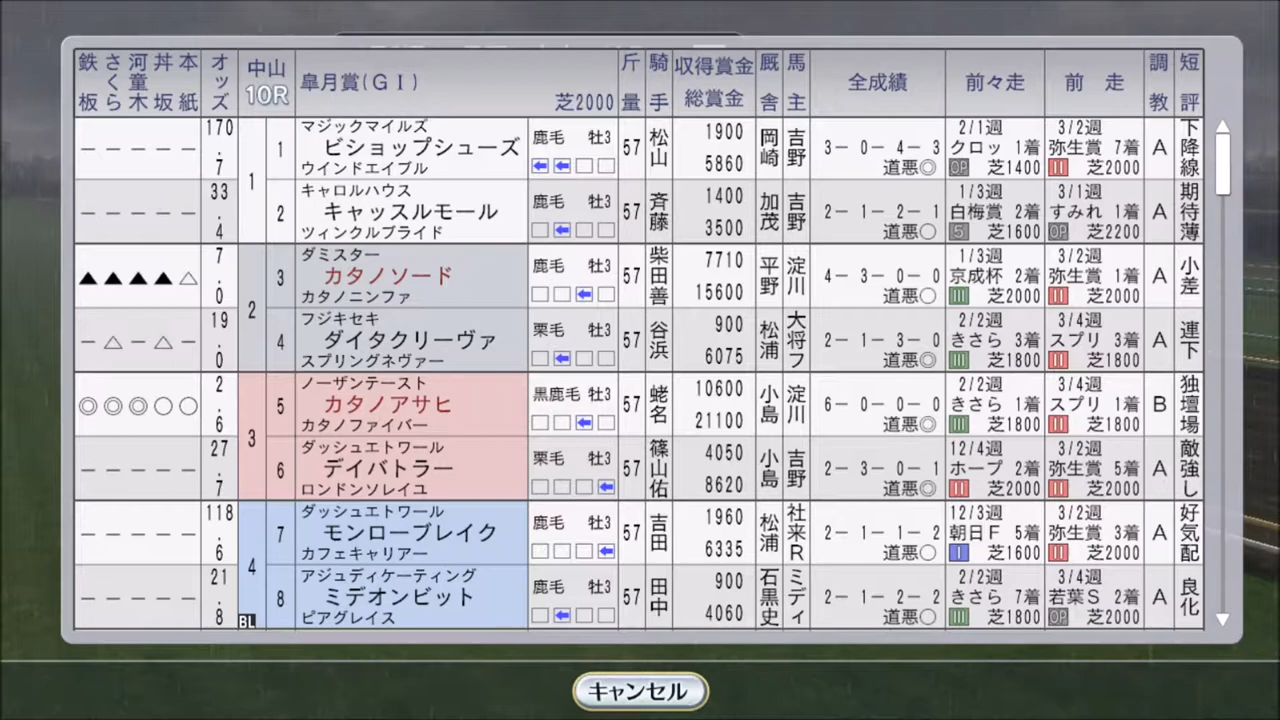 鉄板 さくら 河童木 丼坂 本紙 オッズ 中山 10R 皐月賞(GⅠ) 芝2000 斤量 騎手 収得賞金 総賞金 厩舎 馬主 全成績 前々走 前 走 調教 短評
－ － － － － 170.7 1 1 マジックマイルズ
ビショップシューズ 鹿毛 牡3 57 松山 1900 5860 岡崎 吉野 3－ 0－ 4－ 3 道悪◎ 2/1週 クロッ 1着 OP 芝1400 3/2週 弥生賞 7着 Ⅱ 芝2000 A 下降線
ウインドエイブル
－ － － － － 33.4 2 キャロルハウス
キャッスルモール 鹿毛 牡3 57 斉藤 1400 3500 加茂 吉野 2－ 1－ 2－ 1 道悪○ 1/3週 白梅賞 2着 5 芝1600 3/1週 すみれ 1着 OP 芝2200 A 期待薄
ツィンクルブライド
▲ ▲ ▲ ▲ △ 7.0 2 3 ダミスター
カタノソード 鹿毛 牡3 57 柴田善 7710 15600 平野 淀川 4－ 3－ 0－ 0 道悪○ 1/3週 京成杯 2着 Ⅲ 芝2000 3/2週 弥生賞 1着 Ⅱ 芝2000 A 小差
カタノニンファ
－ △ － △ － 19.0 4 フジキセキ
ダイタクリーヴァ 栗毛 牡3 57 谷浜 900 6075 松浦 大将フ 2－ 1－ 3－ 0 道悪◎ 2/2週 きさら 3着 Ⅲ 芝1800 3/4週 スプリ 3着 Ⅱ 芝1800 A 連下
スプリングネヴァー
◎ ◎ ◎ ○ ○ 2.6 3 5 ノーザンテースト
カタノアサヒ 黒鹿毛 牡3 57 蛯名 10600 21100 小島 淀川 6－ 0－ 0－ 0 道悪◎ 2/2週 きさら 1着 Ⅲ 芝1800 3/4週 スプリ 1着 Ⅱ 芝1800 B 独壇場
カタノファイバー
－ － － － － 27.7 6 ダッシュエトワール
デイバトラー 栗毛 牡3 57 篠山佑 4050 8620 小島 吉野 2－ 3－ 0－ 1 道悪◎ 12/4週 ホープ 2着 Ⅱ 芝2000 3/2週 弥生賞 5着 Ⅱ 芝2000 A 敵強し
ロンドンソレイユ
－ － － － － 118.6 4 7 ダッシュエトワール
モンローブレイク 鹿毛 牡3 57 吉田 1960 6335 松浦 社来R 2－ 1－ 1－ 2 道悪○ 12/3週 朝日F 5着 Ⅰ 芝1600 3/2週 弥生賞 3着 Ⅱ 芝2000 A 好気配
カフェキャリアー
－ － － － － 21.8 BL 8 アジュディケーティング
ミデオンビット 鹿毛 牡3 57 田中 900 4060 石黒史 ミディ 2－ 1－ 2－ 2 道悪○ 2/2週 きさら 7着 Ⅲ 芝1800 3/4週 若葉S 2着 OP 芝2000 A 良化
ピアグレイス
キャンセル